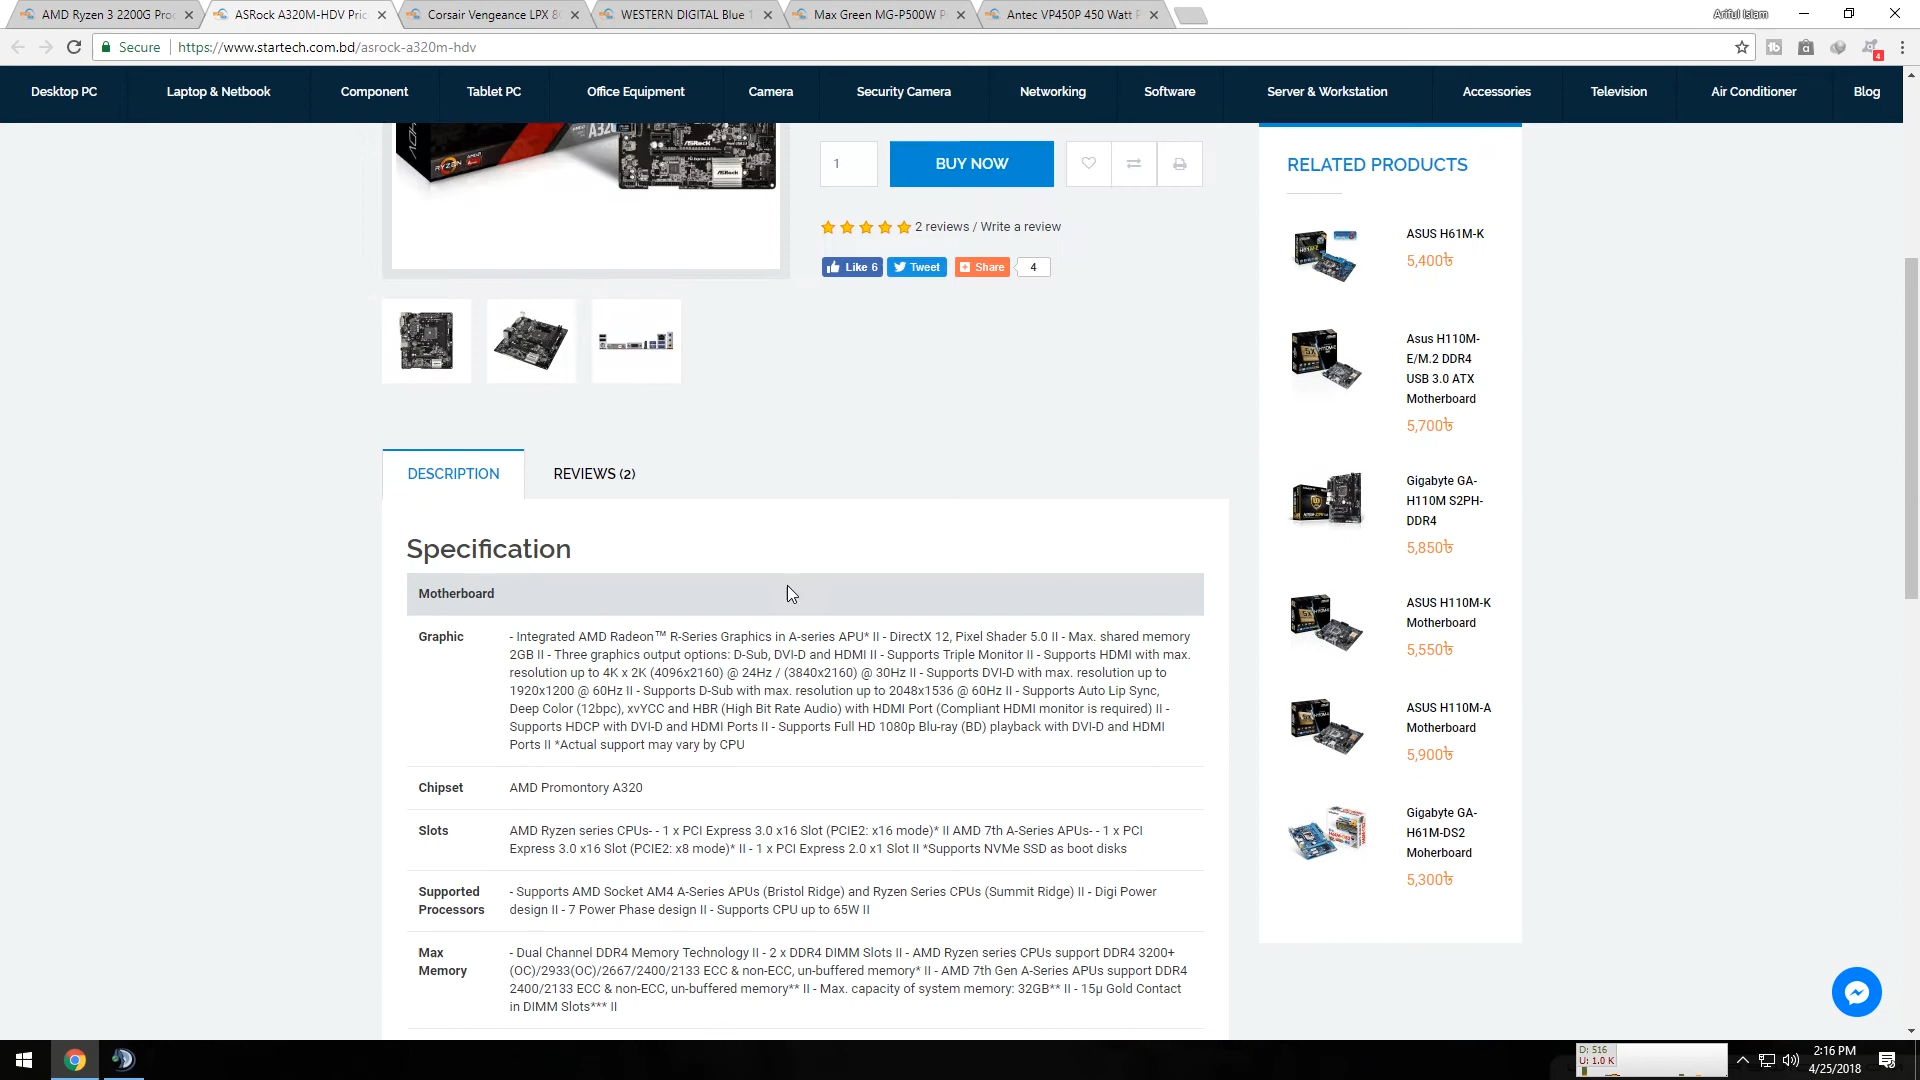 AMD Ryzen 3 2200G Proc
ASRock A320M-HDV Pric
Corsair Vengeance LPX 8G
WESTERN DIGITAL Blue 1
Max Green MG-P500W P
Antec VP450P 450 Watt P
Ariful Islam
Secure
https://www.startech.com.bd/asrock-a320m-hdv
4
Desktop PC
Laptop & Netbook
Component
Tablet PC
Office Equipment
Camera
Security Camera
Networking
Software
Server & Workstation
Accessories
Television
Air Conditioner
Blog
RYZEN
ASRock
1
BUY NOW
2 reviews / Write a review
Like 6
Tweet
Share
4
DESCRIPTION
REVIEWS (2)
Specification
Motherboard
Graphic
- Integrated AMD Radeon™ R-Series Graphics in A-series APU* II - DirectX 12, Pixel Shader 5.0 II - Max. shared memory
2GB II - Three graphics output options: D-Sub, DVI-D and HDMI II - Supports Triple Monitor II - Supports HDMI with max.
resolution up to 4K x 2K (4096x2160) @ 24Hz / (3840x2160) @ 30Hz II - Supports DVI-D with max. resolution up to
1920x1200 @ 60Hz II - Supports D-Sub with max. resolution up to 2048x1536 @ 60Hz II - Supports Auto Lip Sync,
Deep Color (12bpc), xvYCC and HBR (High Bit Rate Audio) with HDMI Port (Compliant HDMI monitor is required) II -
Supports HDCP with DVI-D and HDMI Ports II - Supports Full HD 1080p Blu-ray (BD) playback with DVI-D and HDMI
Ports II *Actual support may vary by CPU
Chipset
AMD Promontory A320
Slots
AMD Ryzen series CPUs- - 1 x PCI Express 3.0 x16 Slot (PCIE2: x16 mode)* II AMD 7th A-Series APUs- - 1 x PCI
Express 3.0 x16 Slot (PCIE2: x8 mode)* II - 1 x PCI Express 2.0 x1 Slot II *Supports NVMe SSD as boot disks
Supported
Processors
- Supports AMD Socket AM4 A-Series APUs (Bristol Ridge) and Ryzen Series CPUs (Summit Ridge) II - Digi Power
design II - 7 Power Phase design II - Supports CPU up to 65W II
Max
Memory
- Dual Channel DDR4 Memory Technology II - 2 x DDR4 DIMM Slots II - AMD Ryzen series CPUs support DDR4 3200+
(OC)/2933(OC)/2667/2400/2133 ECC & non-ECC, un-buffered memory* II - AMD 7th Gen A-Series APUs support DDR4
2400/2133 ECC & non-ECC, un-buffered memory** II - Max. capacity of system memory: 32GB** II - 15μ Gold Contact
in DIMM Slots*** II
RELATED PRODUCTS
ASUS H61M-K
5,400৳
Asus H110M-
E/M.2 DDR4
USB 3.0 ATX
Motherboard
5,700৳
Gigabyte GA-
H110M S2PH-
DDR4
5,850৳
ASUS H110M-K
Motherboard
5,550৳
ASUS H110M-A
Motherboard
5,900৳
Gigabyte GA-
H61M-DS2
Moherboard
5,300৳
D: 516
U: 1.0 K
2:16 PM
4/25/2018